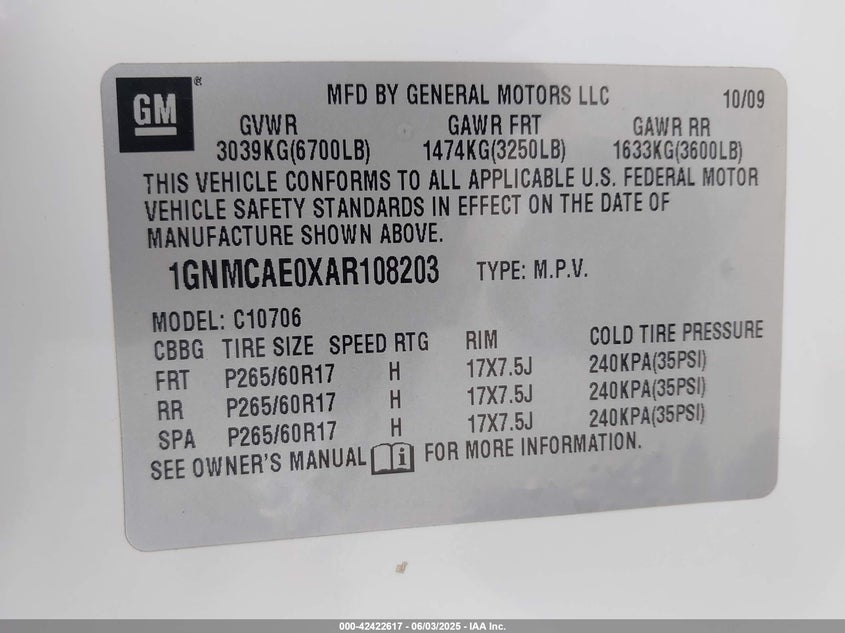 GM ®
MFD BY GENERAL MOTORS LLC 10/09
GVWR GAWR FRT GAWR RR
3039KG(6700LB) 1474KG(3250LB) 1633KG(3600LB)
THIS VEHICLE CONFORMS TO ALL APPLICABLE U.S. FEDERAL MOTOR
VEHICLE SAFETY STANDARDS IN EFFECT ON THE DATE OF
MANUFACTURE SHOWN ABOVE.
1GNMCAE0XAR108203 TYPE: M.P.V.
MODEL: C10706
CBBG TIRE SIZE SPEED RTG RIM COLD TIRE PRESSURE
FRT P265/60R17 H 17X7.5J 240KPA(35PSI)
RR P265/60R17 H 17X7.5J 240KPA(35PSI)
SPA P265/60R17 H 17X7.5J 240KPA(35PSI)
SEE OWNER'S MANUAL i FOR MORE INFORMATION.
000-42422617 - 06/03/2025 - IAA Inc.